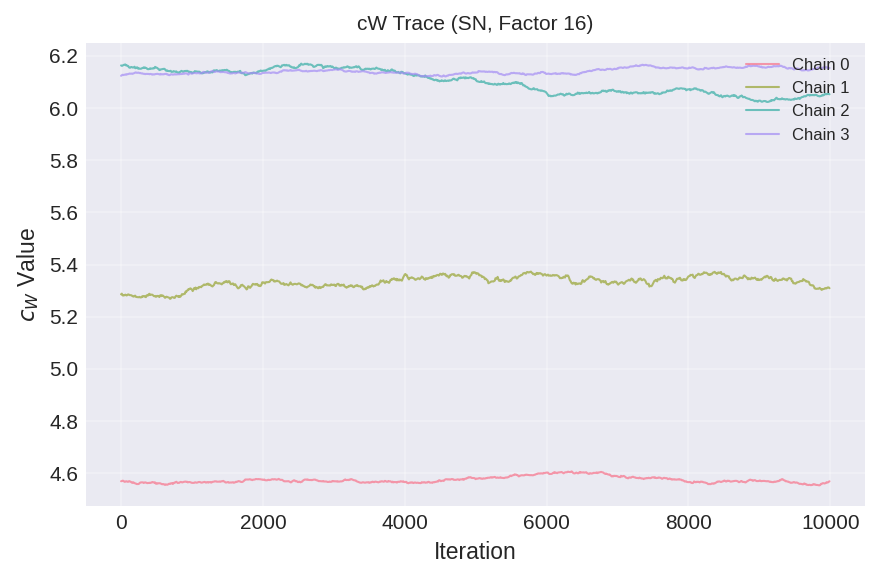 cW Trace (SN, Factor 16)
6.2
6.0
5.8
5.6
5.4
5.2
5.0
4.8
4.6
c_W Value
Chain 0
Chain 1
Chain 2
Chain 3
0 2000 4000 6000 8000 10000
Iteration